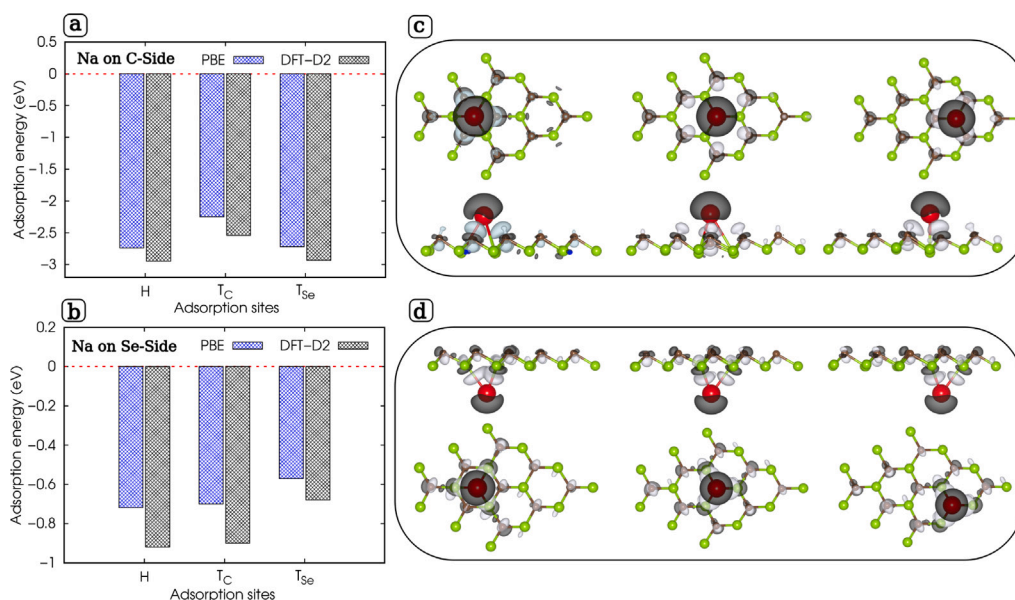 a
Na on C-Side PBE DFT-D2
Adsorption energy (eV)
0.5
0
−0.5
−1
−1.5
−2
−2.5
−3
H T_C T_Se
Adsorption sites
b
Na on Se-Side PBE DFT-D2
Adsorption energy (eV)
0.2
0
−0.2
−0.4
−0.6
−0.8
−1
H T_C T_Se
Adsorption sites
c
d